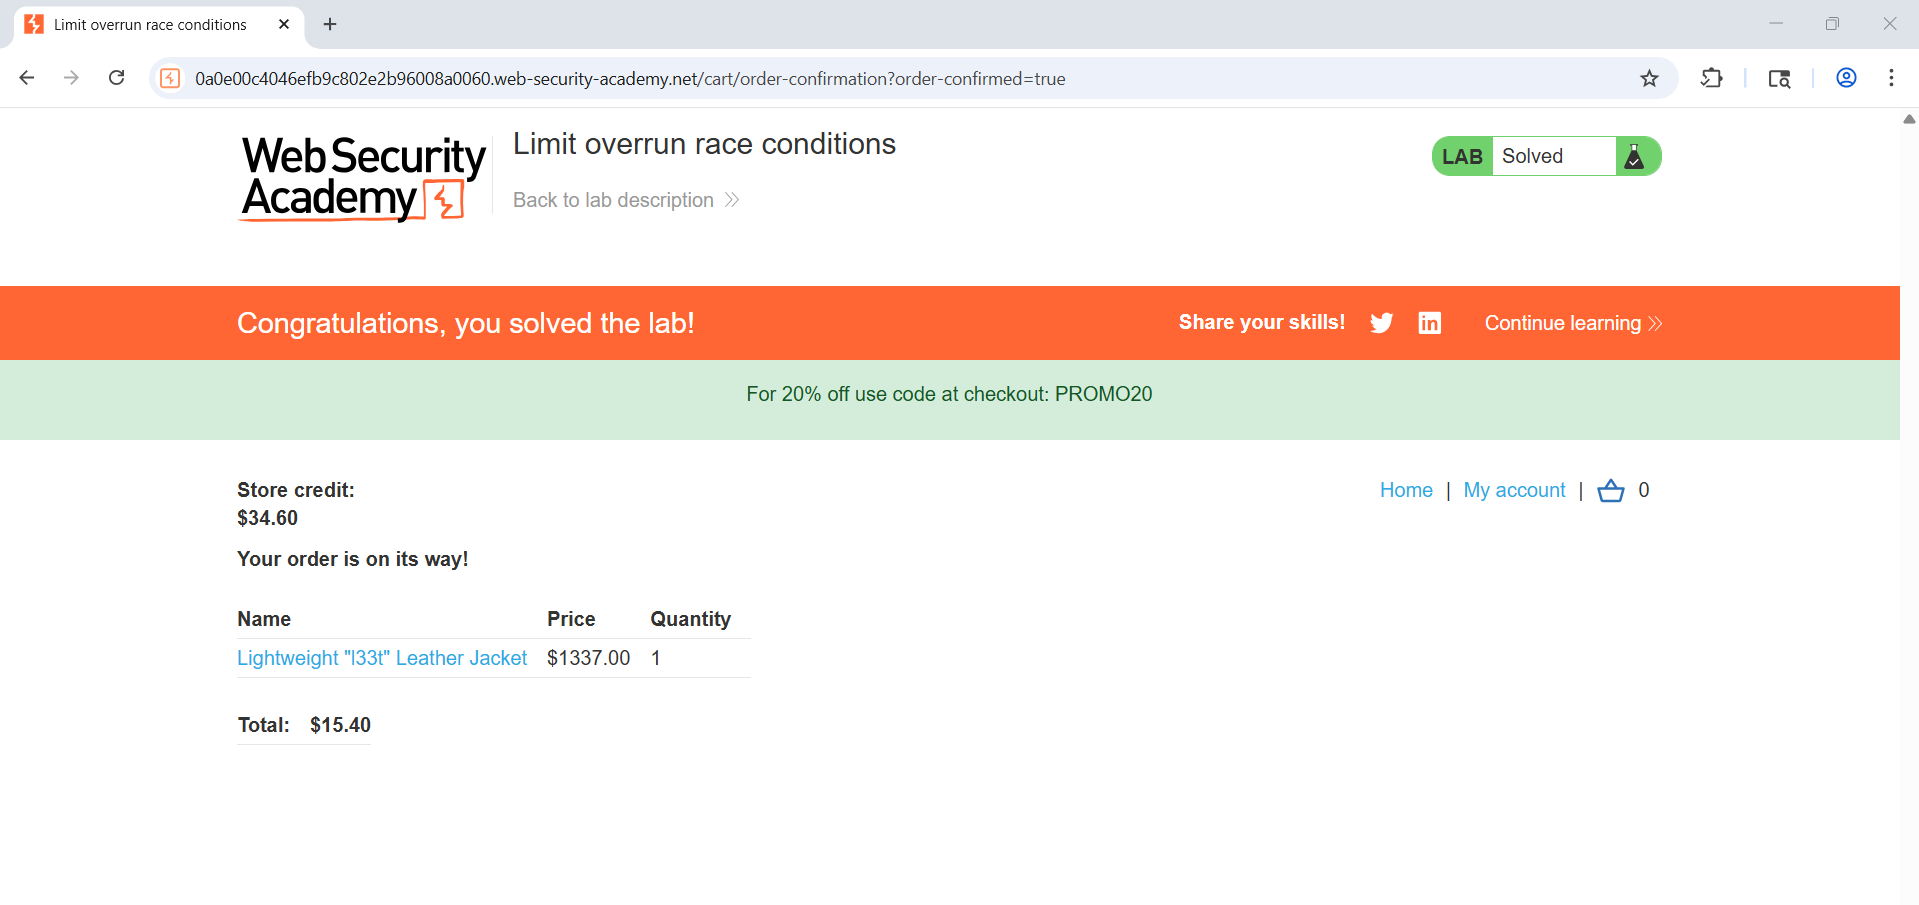 Limit overrun race conditions
0a0e00c4046efb9c802e2b96008a0060.web-security-academy.net/cart/order-confirmation?order-confirmed=true
Web Security
Academy
Limit overrun race conditions
Back to lab description
LAB Solved
Congratulations, you solved the lab!
Share your skills!
Continue learning
For 20% off use code at checkout: PROMO20
Store credit:
$34.60
Home | My account | 0
Your order is on its way!
Name Price Quantity
Lightweight "l33t" Leather Jacket $1337.00 1
Total: $15.40